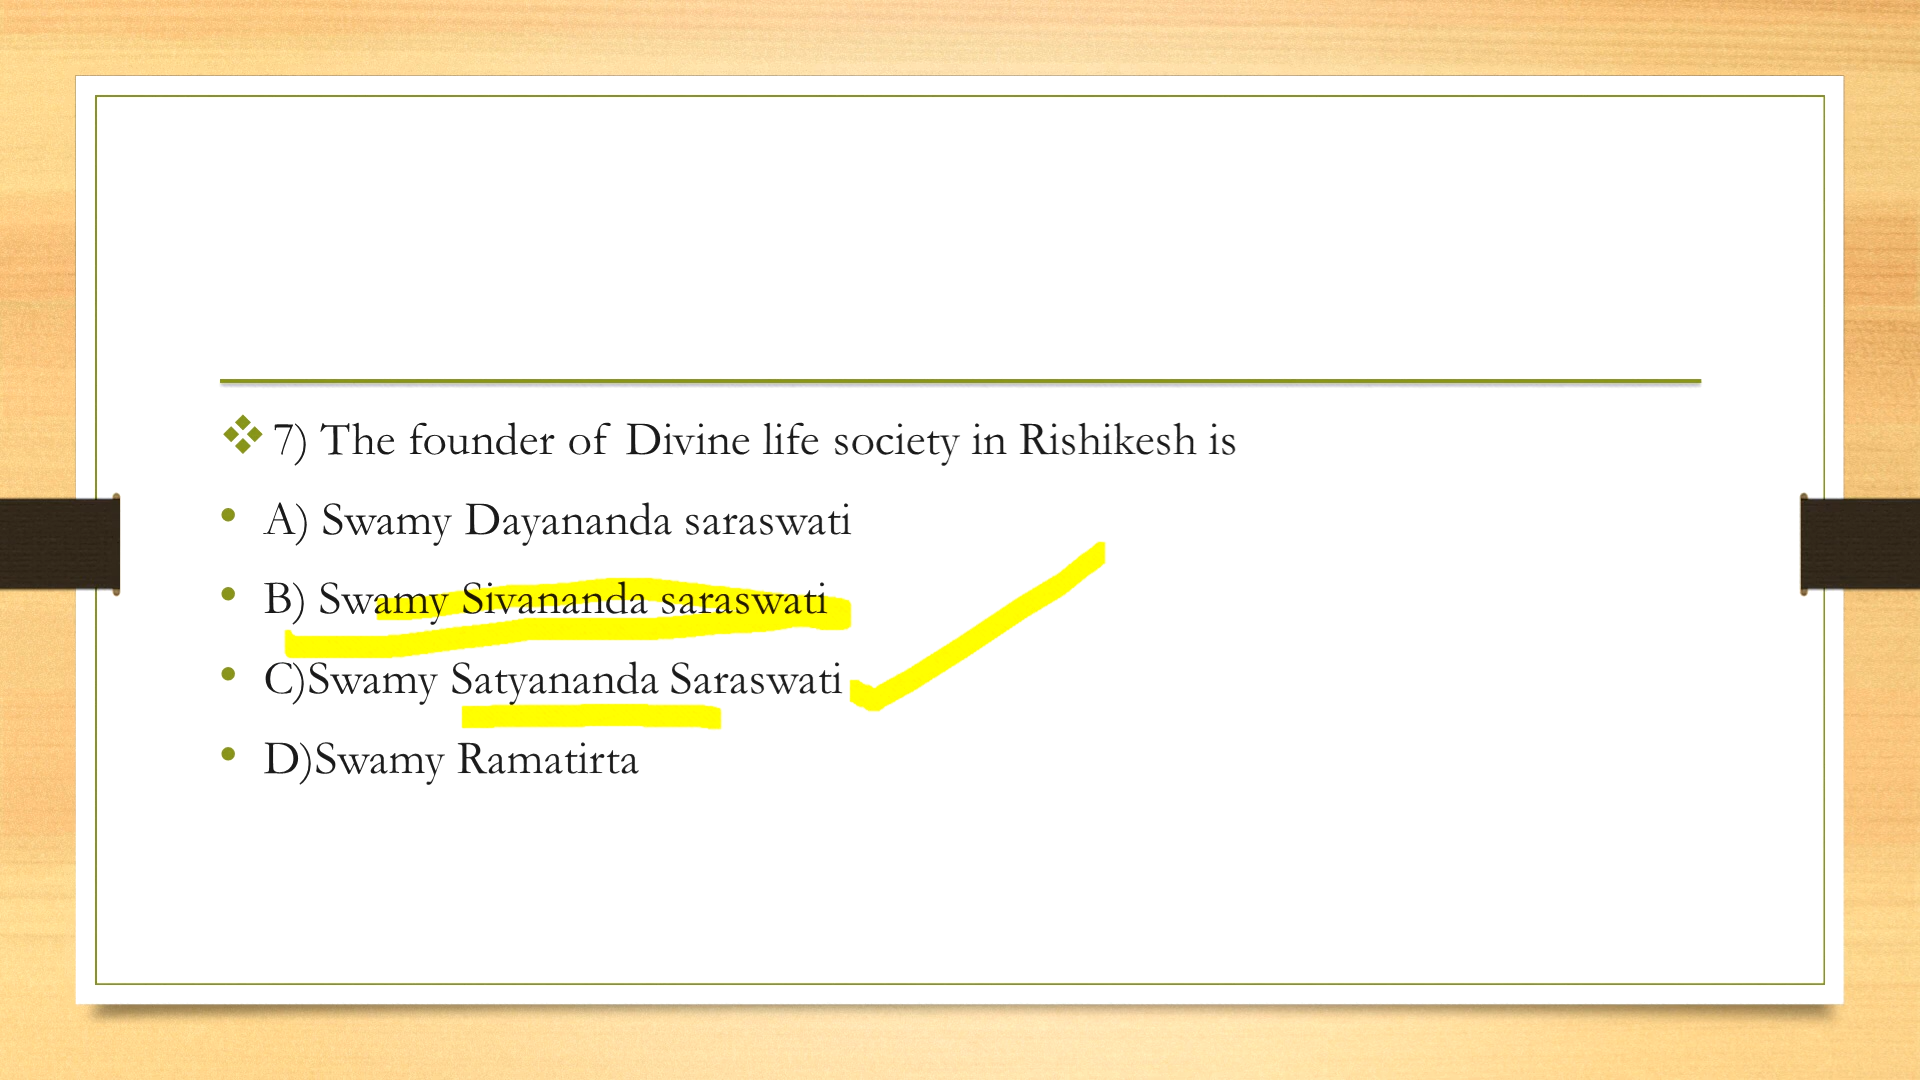 ❖ 7) The founder of Divine life society in Rishikesh is
• A) Swamy Dayananda saraswati
• B) Swamy Sivananda saraswati
• C)Swamy Satyananda Saraswati
• D)Swamy Ramatirta